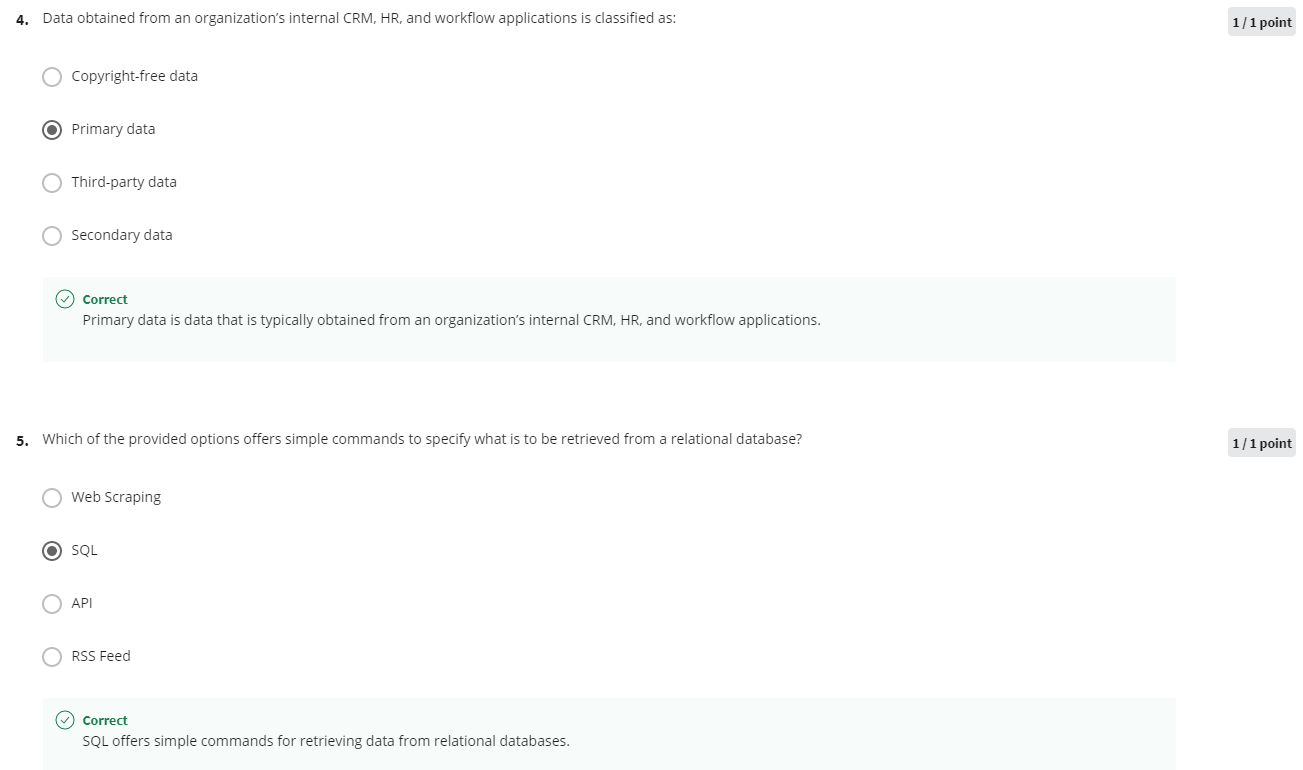 4. Data obtained from an organization’s internal CRM, HR, and workflow applications is classified as:
1 / 1 point
Copyright-free data
Primary data
Third-party data
Secondary data
Correct
Primary data is data that is typically obtained from an organization’s internal CRM, HR, and workflow applications.
5. Which of the provided options offers simple commands to specify what is to be retrieved from a relational database?
1 / 1 point
Web Scraping
SQL
API
RSS Feed
Correct
SQL offers simple commands for retrieving data from relational databases.